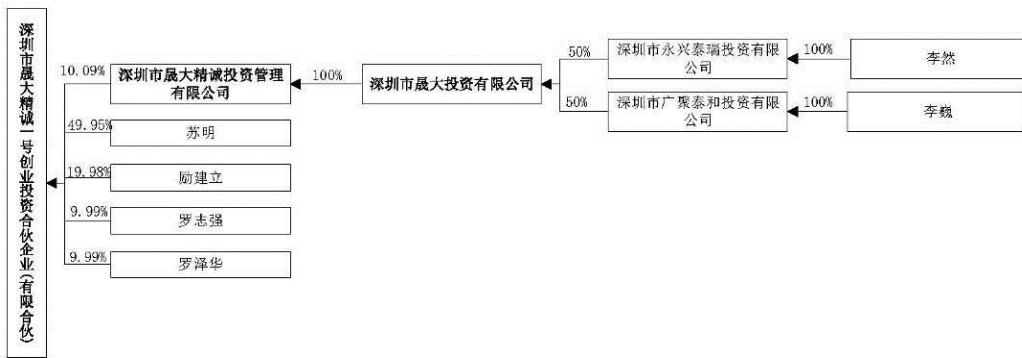 深圳市晟大精诚一号创业投资合伙企业(有限合伙)
10.09%
深圳市晟大精诚投资管理
有限公司
100%
深圳市晟大投资有限公司
50%
深圳市永兴泰瑞投资有限
公司
100%
李然
50%
深圳市广聚泰和投资有限
公司
100%
李巍
49.95%
苏明
19.98%
励建立
9.99%
罗志强
9.99%
罗泽华